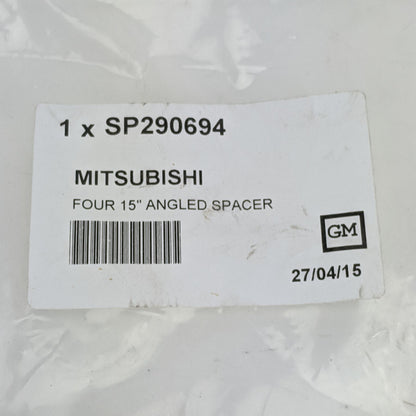 1 x SP290694
MITSUBISHI
FOUR 15" ANGLED SPACER
GM
27/04/15